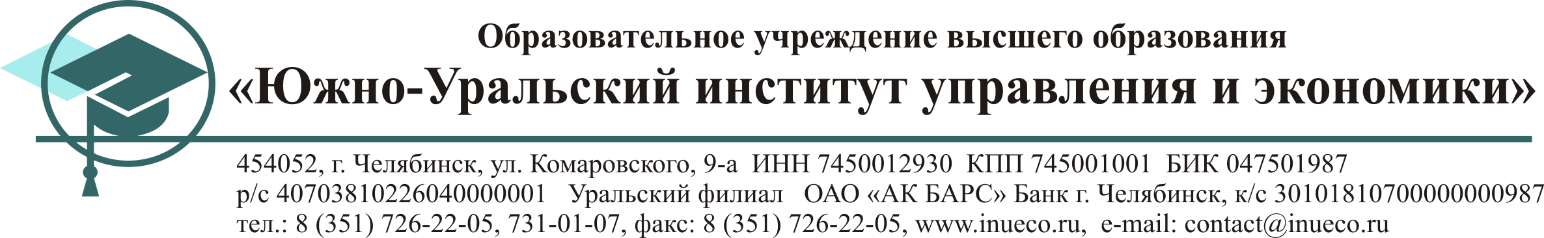 Образовательное учреждение высшего образования
«Южно-Уральский институт управления и экономики»
454052, г. Челябинск, ул. Комаровского, 9-а ИНН 7450012930 КПП 745001001 БИК 047501987
р/с 40703810226040000001 Уральский филиал ОАО «АК БАРС» Банк г. Челябинск, к/с 30101810700000000987
тел.: 8 (351) 726-22-05, 731-01-07, факс: 8 (351) 726-22-05, www.inueco.ru, e-mail: contact@inueco.ru